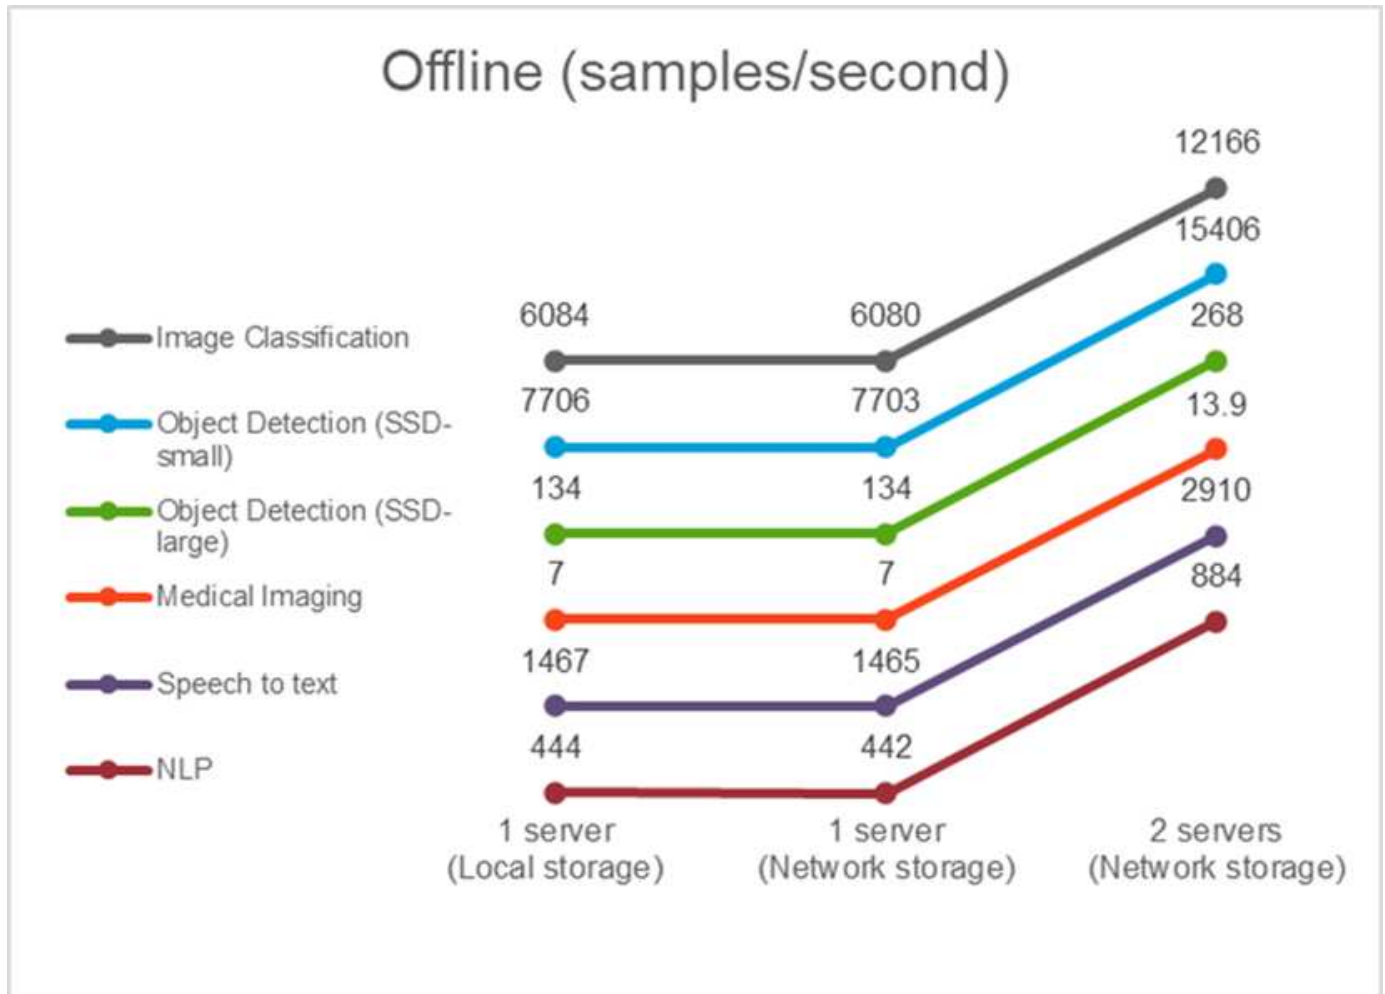 Offline (samples/second)
12166
15406
6084
6080
268
Image Classification
7706
7703
13.9
Object Detection (SSD-
small)
134
134
2910
Object Detection (SSD-
large)
7
7
884
Medical Imaging
1467
1465
Speech to text
444
442
NLP
1 server
(Local storage)
1 server
(Network storage)
2 servers
(Network storage)